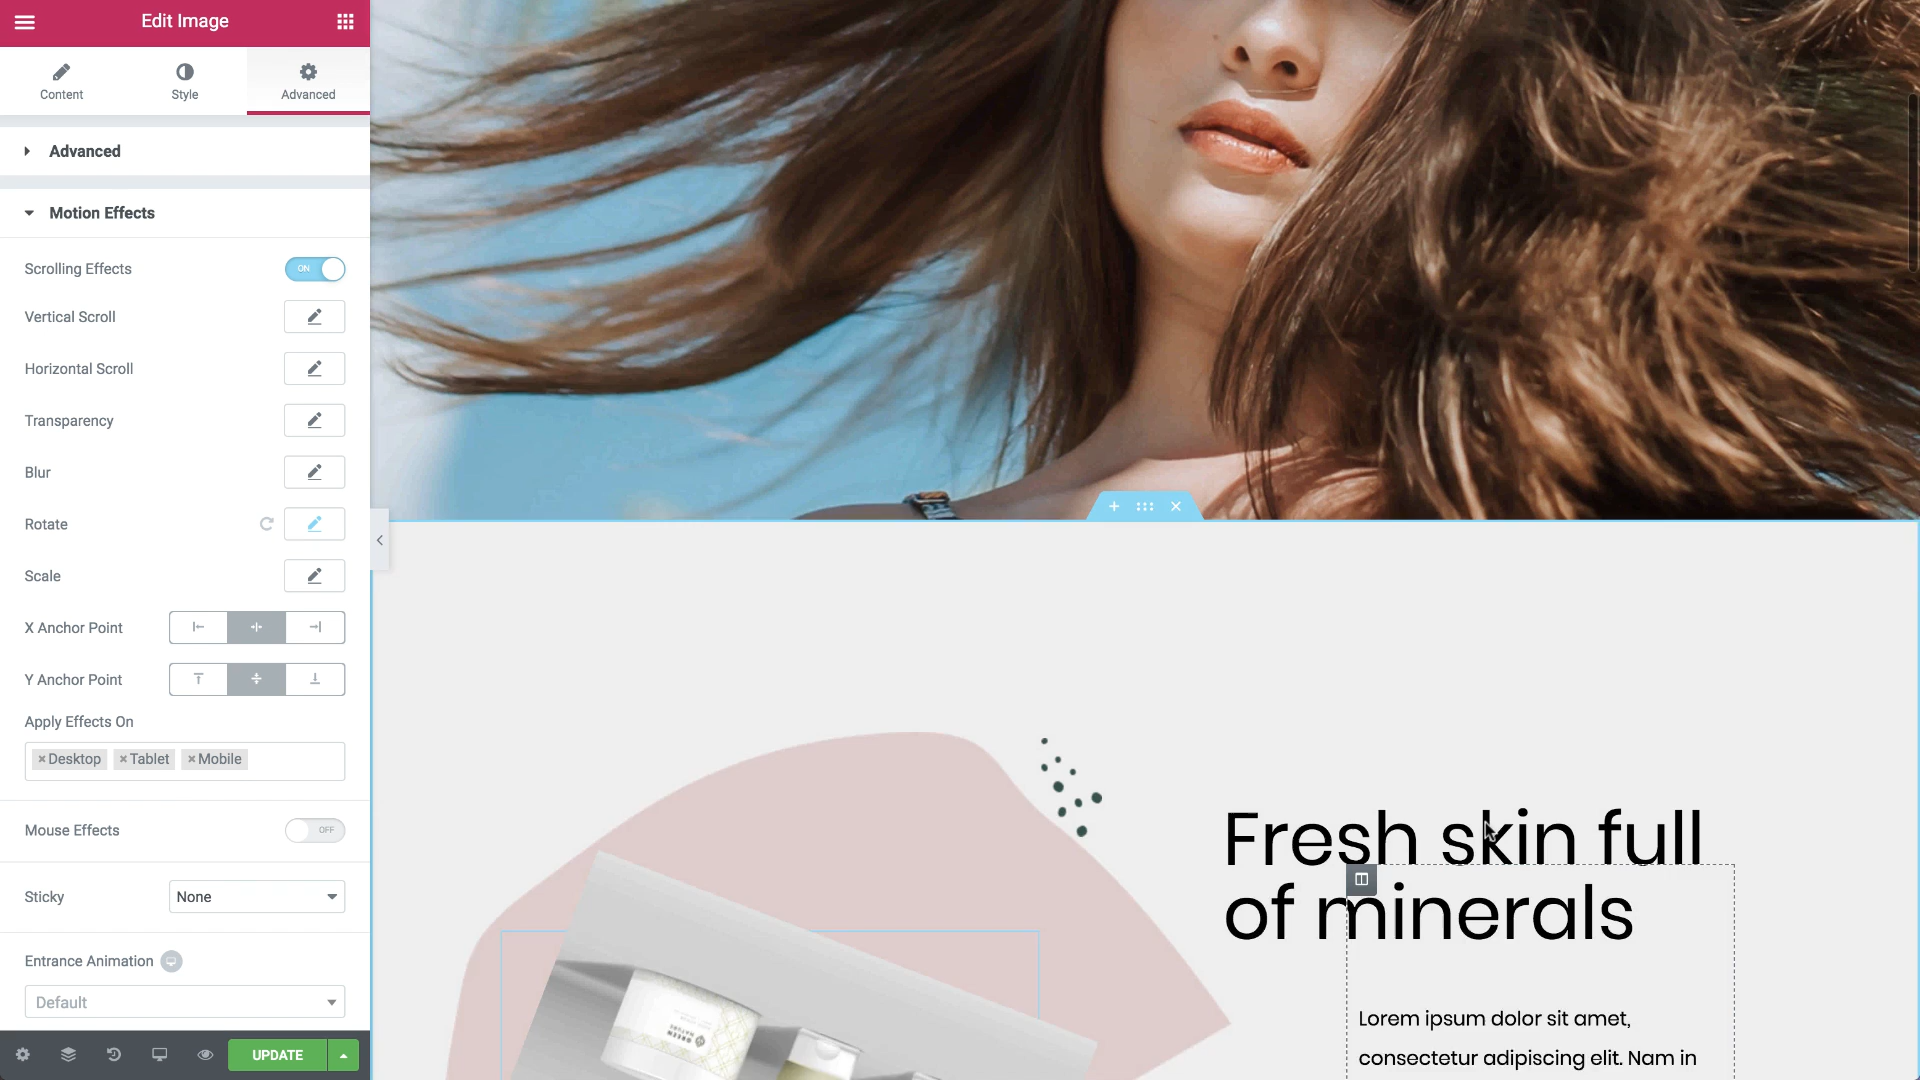 Edit Image
Content
Style
Advanced
Advanced
Motion Effects
Scrolling Effects
ON
Vertical Scroll
Horizontal Scroll
Transparency
Blur
Rotate
Scale
X Anchor Point
Y Anchor Point
Apply Effects On
×Desktop ×Tablet ×Mobile
Mouse Effects
OFF
Sticky
None
Entrance Animation
Default
UPDATE
Fresh skin full
of minerals
Lorem ipsum dolor sit amet,
consectetur adipiscing elit. Nam in
GREEN
NATURE